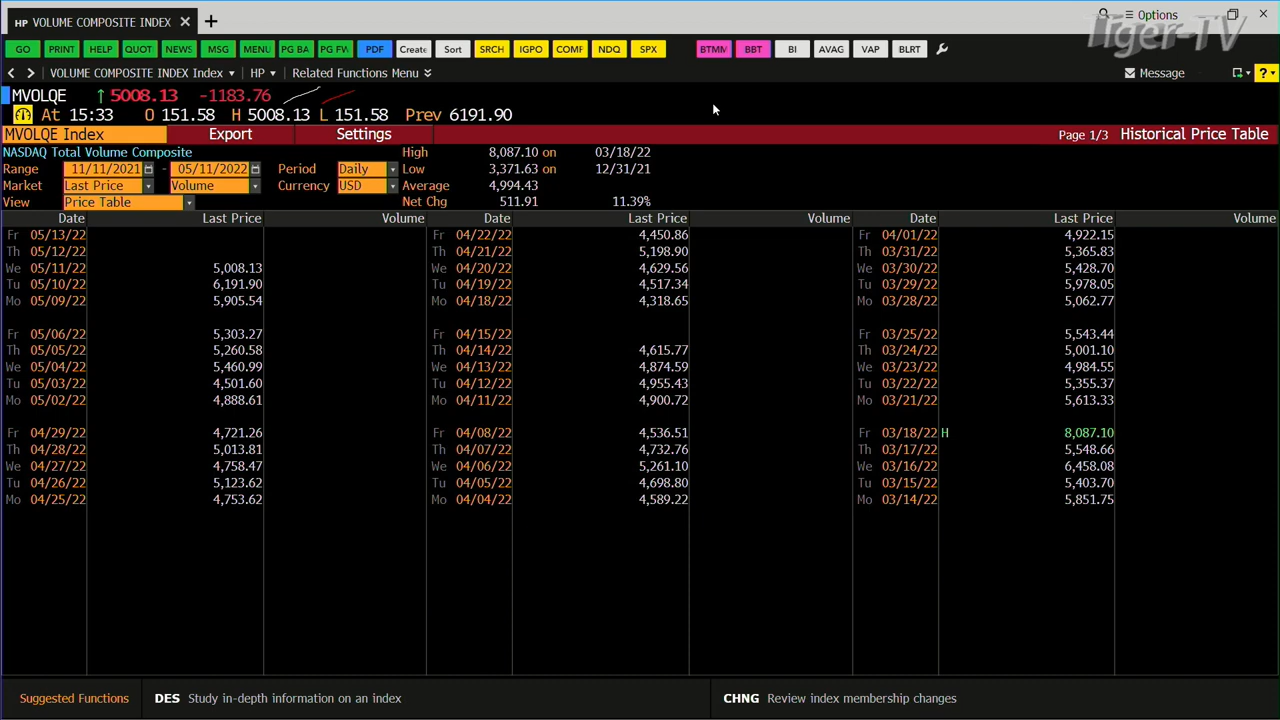 HP VOLUME COMPOSITE INDEX × +
Options
Tiger-TV
GO PRINT HELP QUOT NEWS MSG MENU PG BA PG FW PDF Create Sort SRCH IGPO COMF NDQ SPX BTMM BBT BI AVAG VAP BLRT
< > VOLUME COMPOSITE INDEX Index HP Related Functions Menu Message ?
MVOLQE ↑ 5008.13 -1183.76
At 15:33 O 151.58 H 5008.13 L 151.58 Prev 6191.90
MVOLQE Index Export Settings Page 1/3 Historical Price Table
NASDAQ Total Volume Composite High 8,087.10 on 03/18/22
Range 11/11/2021 - 05/11/2022 Period Daily Low 3,371.63 on 12/31/21
Market Last Price Volume Currency USD Average 4,994.43
View Price Table Net Chg 511.91 11.39%
Date Last Price Volume Date Last Price Volume Date Last Price Volume
Fr 05/13/22 Fr 04/22/22 4,450.86 Fr 04/01/22 4,922.15
Th 05/12/22 Th 04/21/22 5,198.90 Th 03/31/22 5,365.83
We 05/11/22 5,008.13 We 04/20/22 4,629.56 We 03/30/22 5,428.70
Tu 05/10/22 6,191.90 Tu 04/19/22 4,517.34 Tu 03/29/22 5,978.05
Mo 05/09/22 5,905.54 Mo 04/18/22 4,318.65 Mo 03/28/22 5,062.77
Fr 05/06/22 5,303.27 Fr 04/15/22 Fr 03/25/22 5,543.44
Th 05/05/22 5,260.58 Th 04/14/22 4,615.77 Th 03/24/22 5,001.10
We 05/04/22 5,460.99 We 04/13/22 4,874.59 We 03/23/22 4,984.55
Tu 05/03/22 4,501.60 Tu 04/12/22 4,955.43 Tu 03/22/22 5,355.37
Mo 05/02/22 4,888.61 Mo 04/11/22 4,900.72 Mo 03/21/22 5,613.33
Fr 04/29/22 4,721.26 Fr 04/08/22 4,536.51 Fr 03/18/22 H 8,087.10
Th 04/28/22 5,013.81 Th 04/07/22 4,732.76 Th 03/17/22 5,548.66
We 04/27/22 4,758.47 We 04/06/22 5,261.10 We 03/16/22 6,458.08
Tu 04/26/22 5,123.62 Tu 04/05/22 4,698.80 Tu 03/15/22 5,403.70
Mo 04/25/22 4,753.62 Mo 04/04/22 4,589.22 Mo 03/14/22 5,851.75
Suggested Functions DES Study in-depth information on an index CHNG Review index membership changes